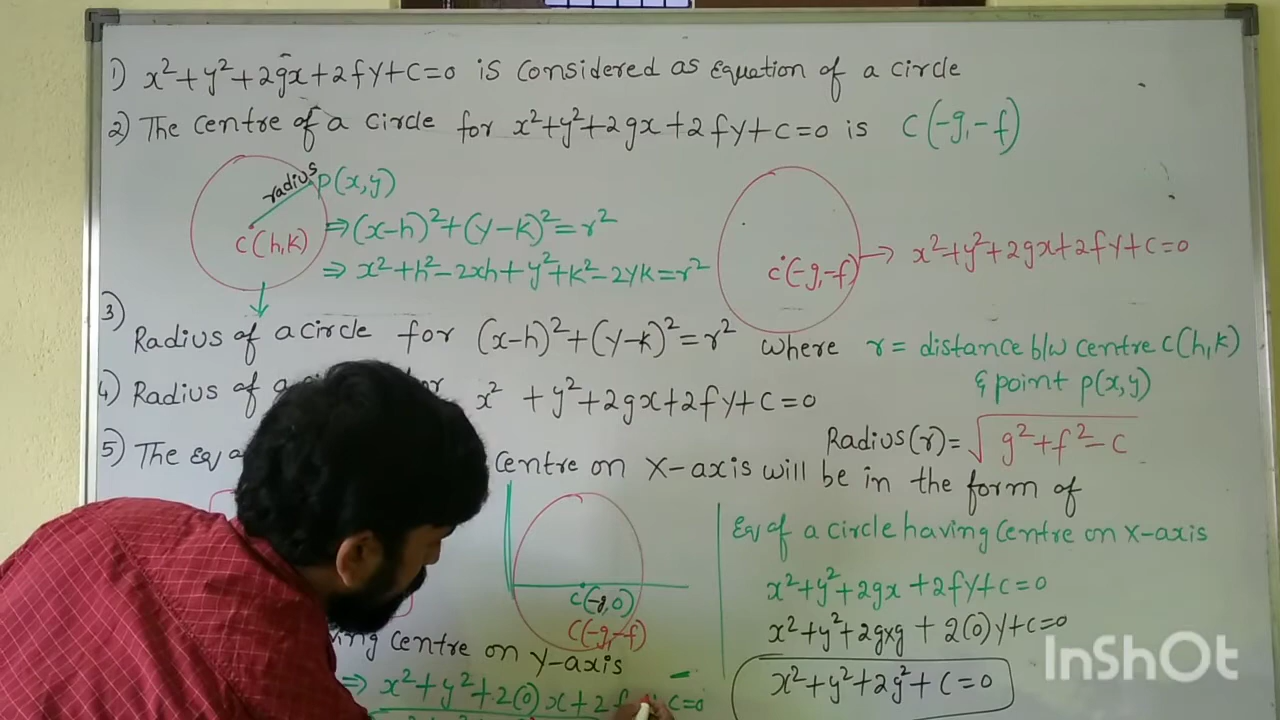 1) x²+y²+2gx+2fy+c=0 is considered as Equation of a circle
2) The centre of a circle for x²+y²+2gx+2fy+c=0 is C(-g,-f)
radius P(x,y)
C(h,k) ⇒(x-h)²+(y-k)²=r²
⇒ x²+h²-2xh+y²+k²-2yk=r²
C(-g,-f) → x²+y²+2gx+2fy+c=0
3) Radius of a circle for (x-h)²+(y-k)²=r² where r = distance b/w centre C(h,k)
& point P(x,y)
4) Radius of x²+y²+2gx+2fy+c=0
Radius(r)=√g²+f²-c
5) The Eq centre on X-axis will be in the form of
C(-g,0)
C(-g,-f)
Eq of a circle having centre on X-axis
x²+y²+2gx+2fy+c=0
x²+y²+2gxg+2(0)y+c=0
x²+y²+2g²+c=0
ving centre on y-axis
⇒ x²+y²+2(0)x+2f c=0
InShOt